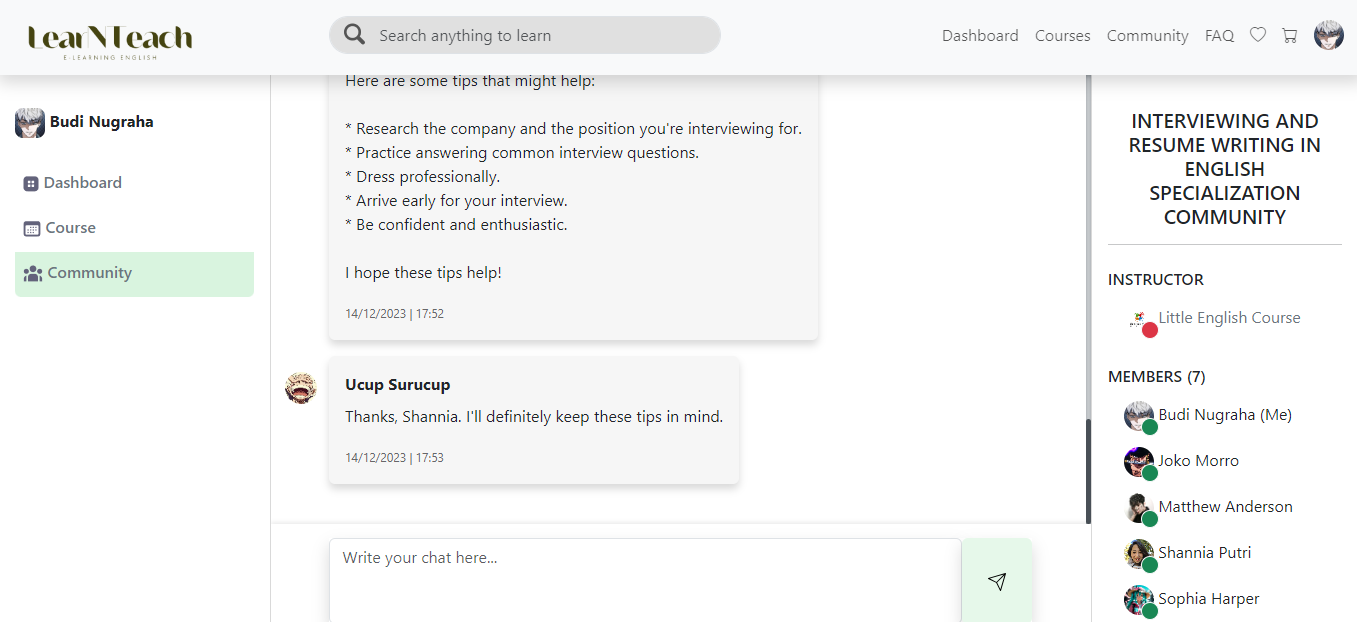 LearNTeach
E-LEARNING ENGLISH
Search anything to learn
Dashboard
Courses
Community
FAQ
Budi Nugraha
Dashboard
Course
Community
Here are some tips that might help:
* Research the company and the position you're interviewing for.
* Practice answering common interview questions.
* Dress professionally.
* Arrive early for your interview.
* Be confident and enthusiastic.
I hope these tips help!
14/12/2023 | 17:52
Ucup Surucup
Thanks, Shannia. I'll definitely keep these tips in mind.
14/12/2023 | 17:53
Write your chat here...
INTERVIEWING AND
RESUME WRITING IN
ENGLISH
SPECIALIZATION
COMMUNITY
INSTRUCTOR
Little English Course
MEMBERS (7)
Budi Nugraha (Me)
Joko Morro
Matthew Anderson
Shannia Putri
Sophia Harper